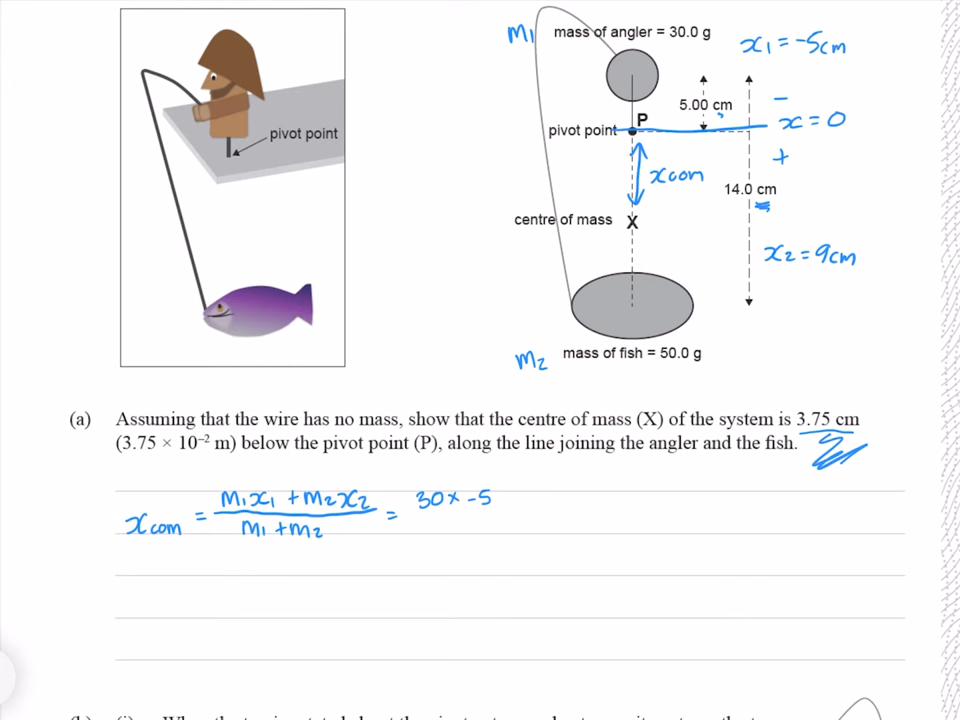 m₁ mass of angler = 30.0 g x₁ = -5cm
5.00 cm
P
pivot point
pivot point
− x = 0
+
xcom
14.0 cm
centre of mass X
x₂ = 9cm
m₂ mass of fish = 50.0 g
(a) Assuming that the wire has no mass, show that the centre of mass (X) of the system is 3.75 cm
(3.75 × 10⁻² m) below the pivot point (P), along the line joining the angler and the fish.
m₁x₁ + m₂x₂ 30 × -5
xcom = =
m₁ + m₂